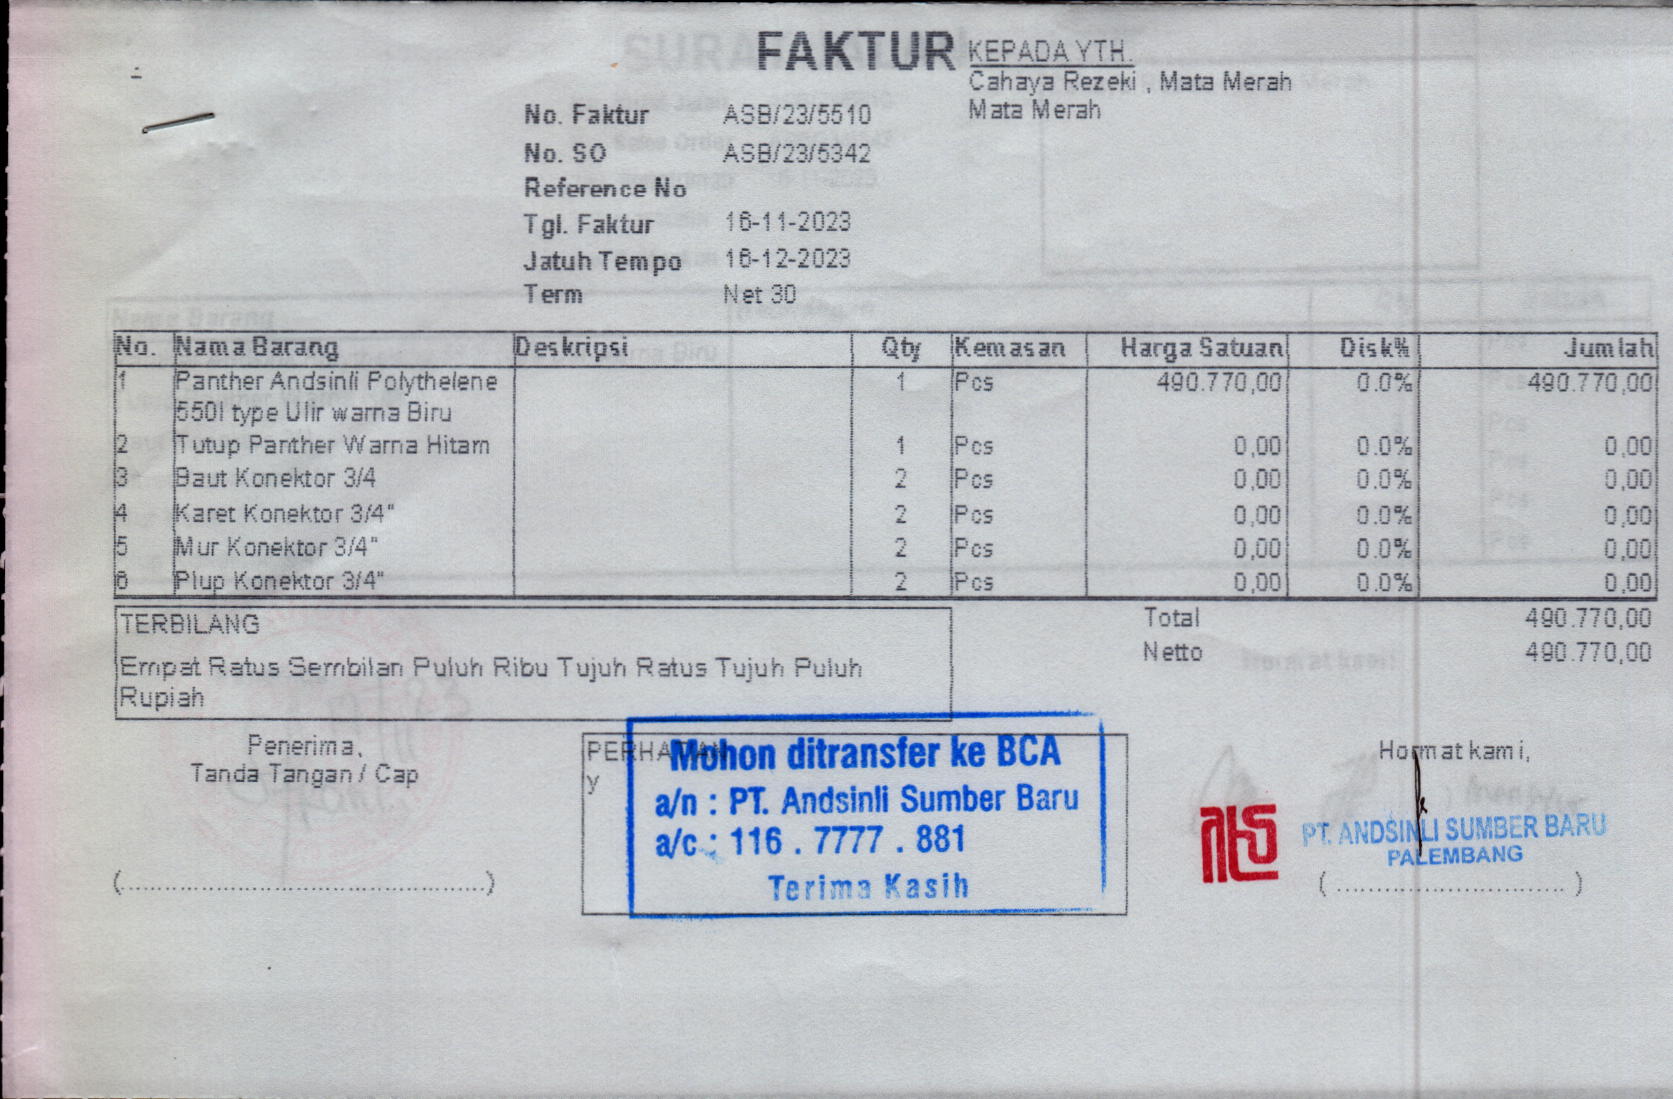 FAKTUR
KEPADA YTH.
Cahaya Rezeki , Mata Merah
Mata Merah
No. Faktur ASB/23/5510
No. SO ASB/23/5342
Reference No
Tgl. Faktur 16-11-2023
Jatuh Tempo 16-12-2023
Term Net 30
No. Nama Barang Deskripsi Qty Kemasan Harga Satuan Disk% Jumlah
1 Panther Andsinli Polythelene 1 Pcs 490.770,00 0.0% 490.770,00
550l type Ulir warna Biru
2 Tutup Panther Warna Hitam 1 Pcs 0,00 0.0% 0,00
3 Baut Konektor 3/4 2 Pcs 0,00 0.0% 0,00
4 Karet Konektor 3/4" 2 Pcs 0,00 0.0% 0,00
5 Mur Konektor 3/4" 2 Pcs 0,00 0.0% 0,00
6 Plup Konektor 3/4" 2 Pcs 0,00 0.0% 0,00
TERBILANG
Empat Ratus Sembilan Puluh Ribu Tujuh Ratus Tujuh Puluh
Rupiah
Total 490.770,00
Netto 490.770,00
Penerima,
Tanda Tangan / Cap
(..............................................)
PERHATIAN
y
Mohon ditransfer ke BCA
a/n : PT. Andsinli Sumber Baru
a/c : 116 . 7777 . 881
Terima Kasih
Hormat kami,
PT. ANDSINLI SUMBER BARU
PALEMBANG
( ............................. )